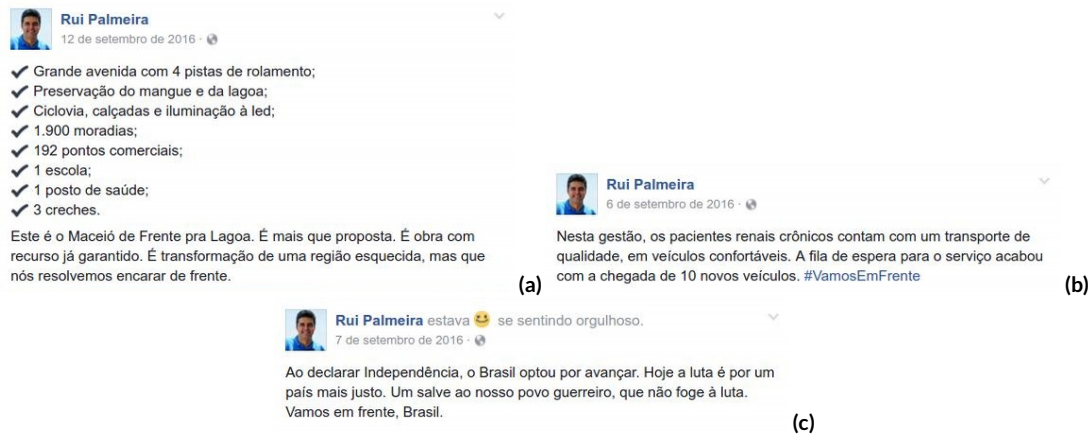 Rui Palmeira
12 de setembro de 2016 ·
✔ Grande avenida com 4 pistas de rolamento;
✔ Preservação do mangue e da lagoa;
✔ Ciclovia, calçadas e iluminação à led;
✔ 1.900 moradias;
✔ 192 pontos comerciais;
✔ 1 escola;
✔ 1 posto de saúde;
✔ 3 creches.
Este é o Maceió de Frente pra Lagoa. É mais que proposta. É obra com
recurso já garantido. É transformação de uma região esquecida, mas que
nós resolvemos encarar de frente.
(a)
Rui Palmeira
6 de setembro de 2016 ·
Nesta gestão, os pacientes renais crônicos contam com um transporte de
qualidade, em veículos confortáveis. A fila de espera para o serviço acabou
com a chegada de 10 novos veículos. #VamosEmFrente
(b)
Rui Palmeira estava 😆 se sentindo orgulhoso.
7 de setembro de 2016 ·
Ao declarar Independência, o Brasil optou por avançar. Hoje a luta é por um
país mais justo. Um salve ao nosso povo guerreiro, que não foge à luta.
Vamos em frente, Brasil.
(c)